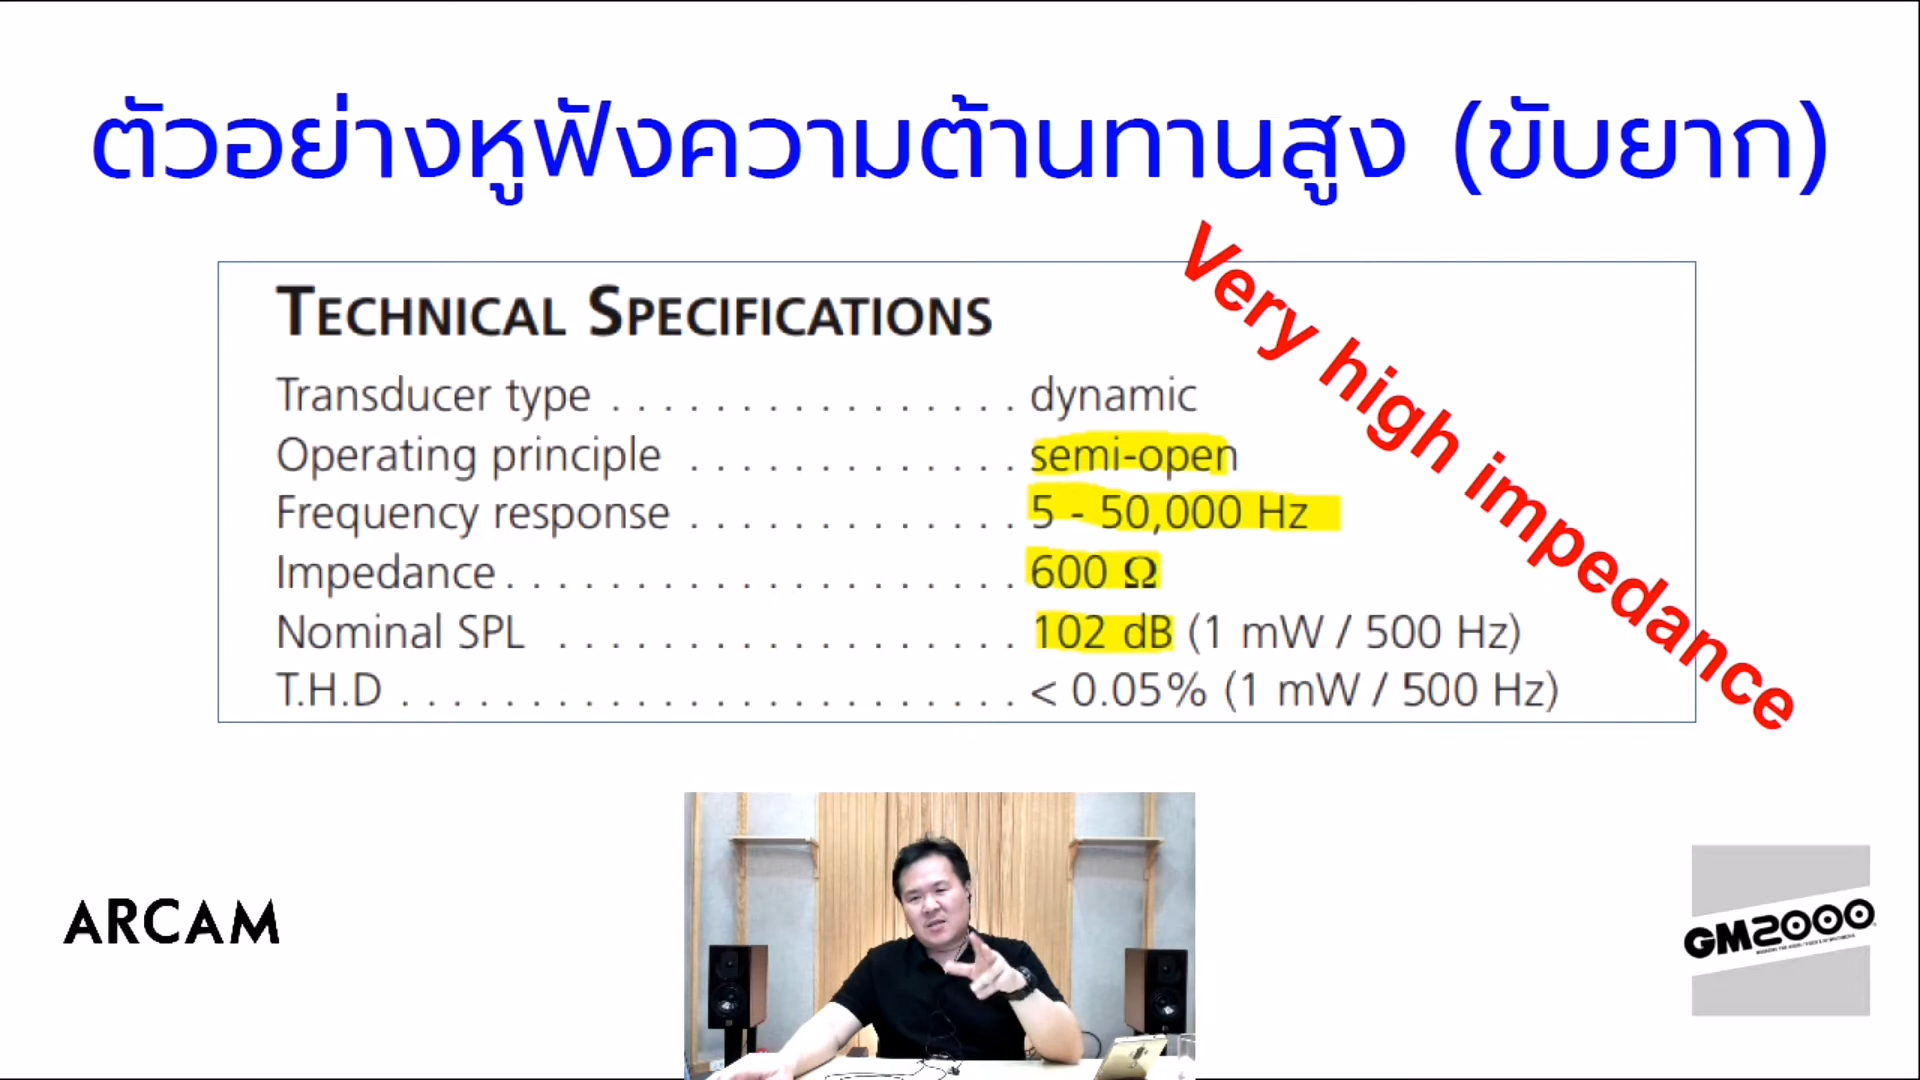 ตัวอย่างหูฟังความต้านทานสูง (ขับยาก)
Very high impedance
TECHNICAL SPECIFICATIONS
Transducer type . . . . . . . . . . . . . . . . dynamic
Operating principle . . . . . . . . . . . . . semi-open
Frequency response . . . . . . . . . . . . . 5 - 50,000 Hz
Impedance . . . . . . . . . . . . . . . . . . . . 600 Ω
Nominal SPL . . . . . . . . . . . . . . . . . . 102 dB (1 mW / 500 Hz)
T.H.D . . . . . . . . . . . . . . . . . . . . . . . . < 0.05% (1 mW / 500 Hz)
ARCAM
GM2000